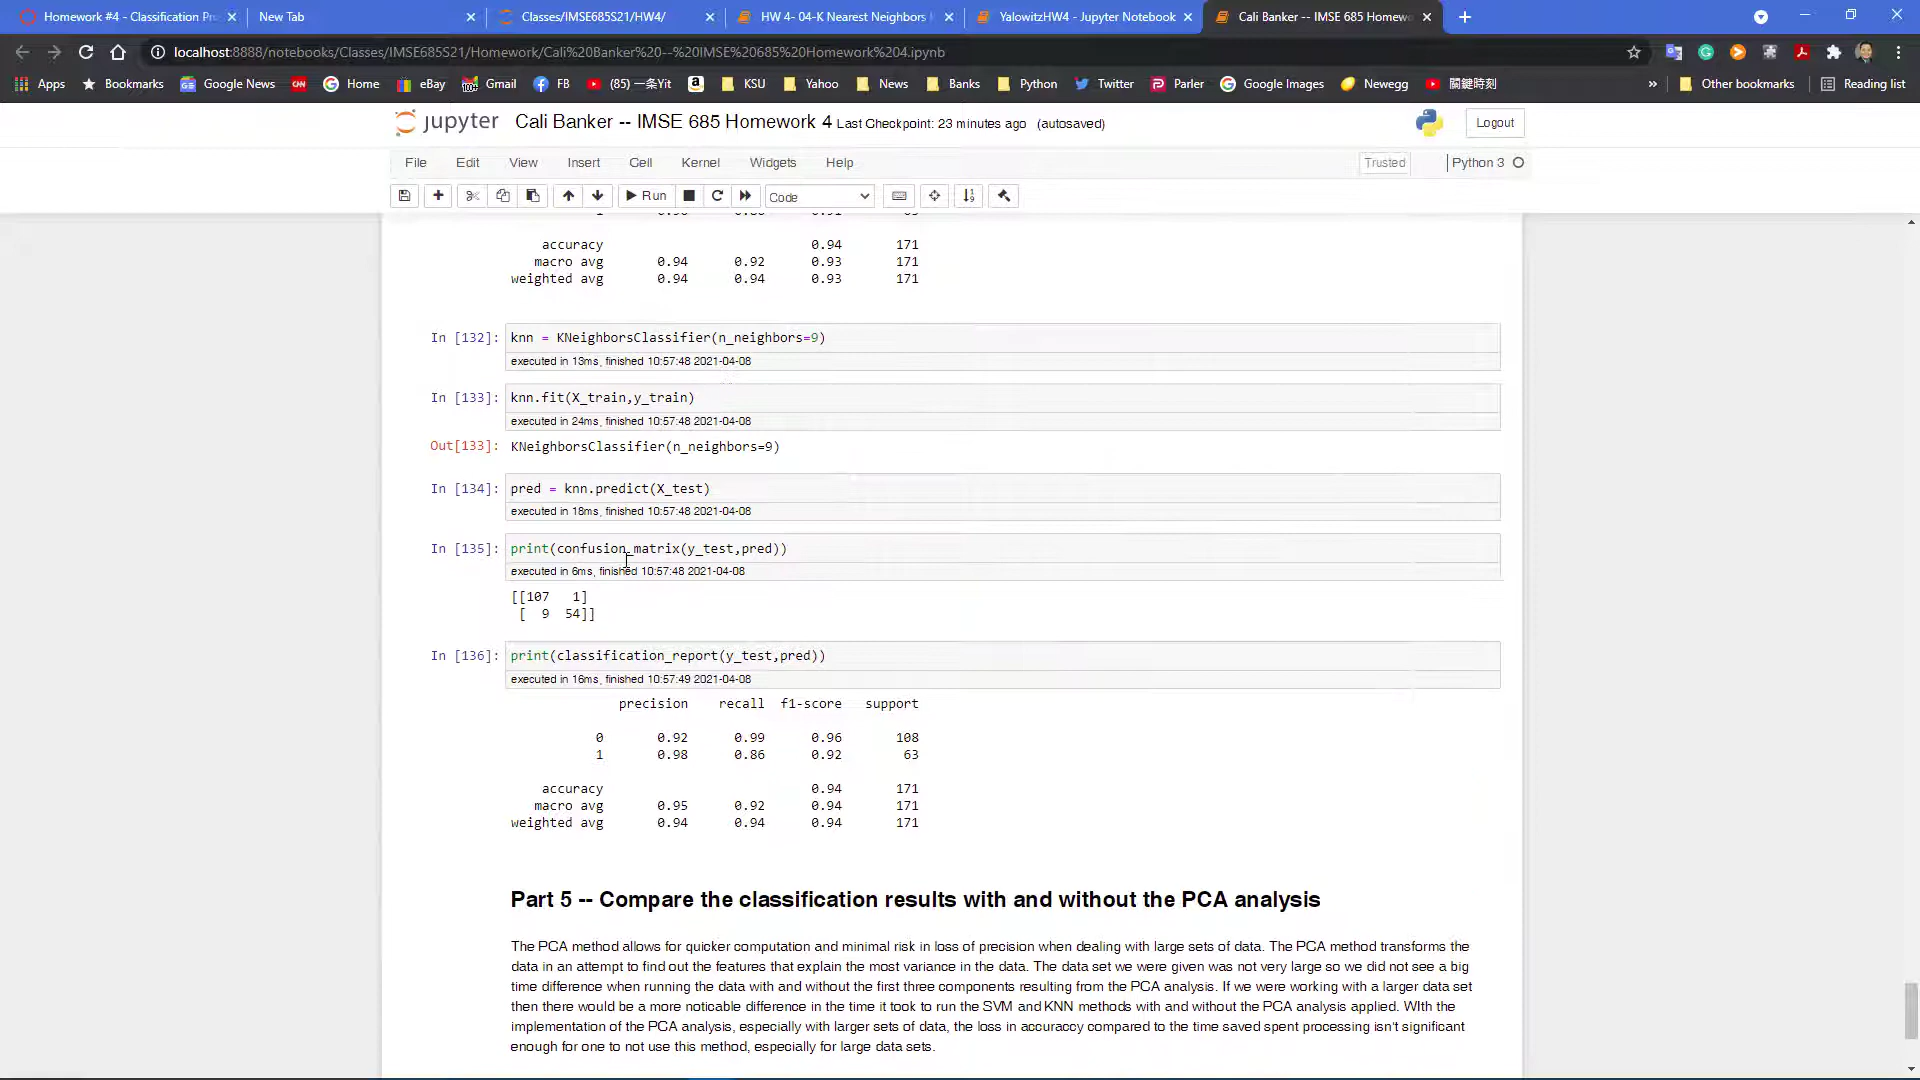 Homework #4 - Classification Pr
New Tab
Classes/IMSE685S21/HW4/
HW 4- 04-K Nearest Neighbors
YalowitzHW4 - Jupyter Notebook
Cali Banker -- IMSE 685 Homew
localhost:8888/notebooks/Classes/IMSE685S21/Homework/Cali%20Banker%20--%20IMSE%20685%20Homework%204.ipynb
Apps
Bookmarks
Google News
Home
eBay
Gmail
FB
(85) 一条Yit
KSU
Yahoo
News
Banks
Python
Twitter
Parler
Google Images
Newegg
關鍵時刻
»
Other bookmarks
Reading list
jupyter
Cali Banker -- IMSE 685 Homework 4 Last Checkpoint: 23 minutes ago (autosaved)
Logout
File Edit View Insert Cell Kernel Widgets Help
Trusted
Python 3
Run
Code
accuracy 0.94 171
macro avg 0.94 0.92 0.93 171
weighted avg 0.94 0.94 0.93 171
In [132]: knn = KNeighborsClassifier(n_neighbors=9)
executed in 13ms, finished 10:57:48 2021-04-08
In [133]: knn.fit(X_train,y_train)
executed in 24ms, finished 10:57:48 2021-04-08
Out[133]: KNeighborsClassifier(n_neighbors=9)
In [134]: pred = knn.predict(X_test)
executed in 18ms, finished 10:57:48 2021-04-08
In [135]: print(confusion_matrix(y_test,pred))
executed in 6ms, finished 10:57:48 2021-04-08
[[107 1]
[ 9 54]]
In [136]: print(classification_report(y_test,pred))
executed in 16ms, finished 10:57:49 2021-04-08
precision recall f1-score support
0 0.92 0.99 0.96 108
1 0.98 0.86 0.92 63
accuracy 0.94 171
macro avg 0.95 0.92 0.94 171
weighted avg 0.94 0.94 0.94 171
Part 5 -- Compare the classification results with and without the PCA analysis
The PCA method allows for quicker computation and minimal risk in loss of precision when dealing with large sets of data. The PCA method transforms the
data in an attempt to find out the features that explain the most variance in the data. The data set we were given was not very large so we did not see a big
time difference when running the data with and without the first three components resulting from the PCA analysis. If we were working with a larger data set
then there would be a more noticable difference in the time it took to run the SVM and KNN methods with and without the PCA analysis applied. WIth the
implementation of the PCA analysis, especially with larger sets of data, the loss in accuraccy compared to the time saved spent processing isn't significant
enough for one to not use this method, especially for large data sets.